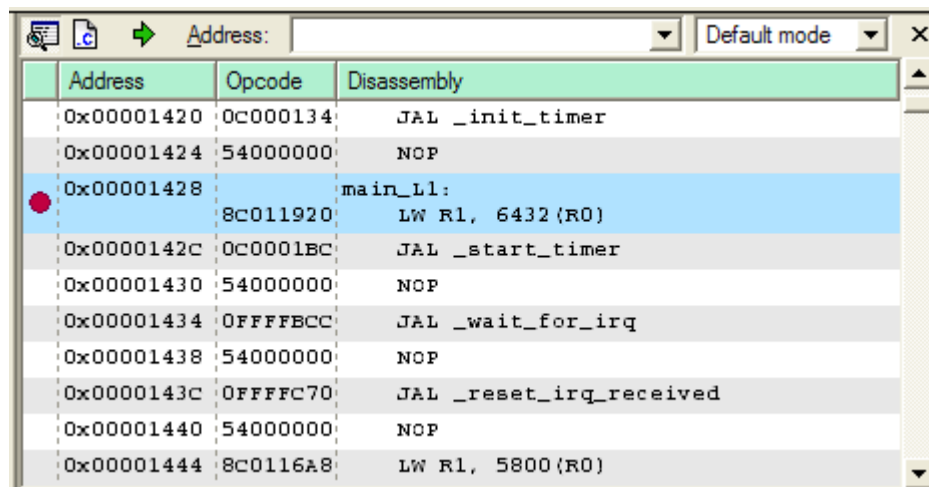 .c Address: Default mode
Address Opcode Disassembly
0x00001420 0C000134 JAL _init_timer
0x00001424 54000000 NOP
0x00001428 main_L1:
8C011920 LW R1, 6432(R0)
0x0000142C 0C0001BC JAL _start_timer
0x00001430 54000000 NOP
0x00001434 0FFFFBCC JAL _wait_for_irq
0x00001438 54000000 NOP
0x0000143C 0FFFFC70 JAL _reset_irq_received
0x00001440 54000000 NOP
0x00001444 8C0116A8 LW R1, 5800(R0)